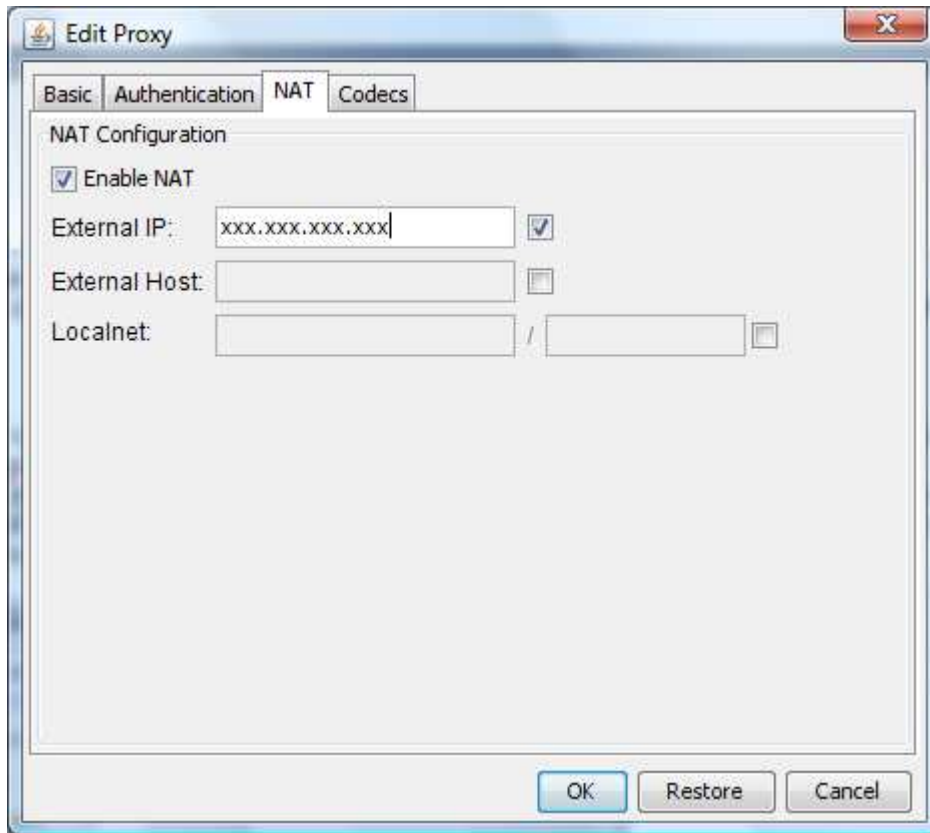 Edit Proxy
Basic Authentication NAT Codecs
NAT Configuration
Enable NAT
External IP: xxx.xxx.xxx.xxx
External Host:
Localnet: /
OK Restore Cancel